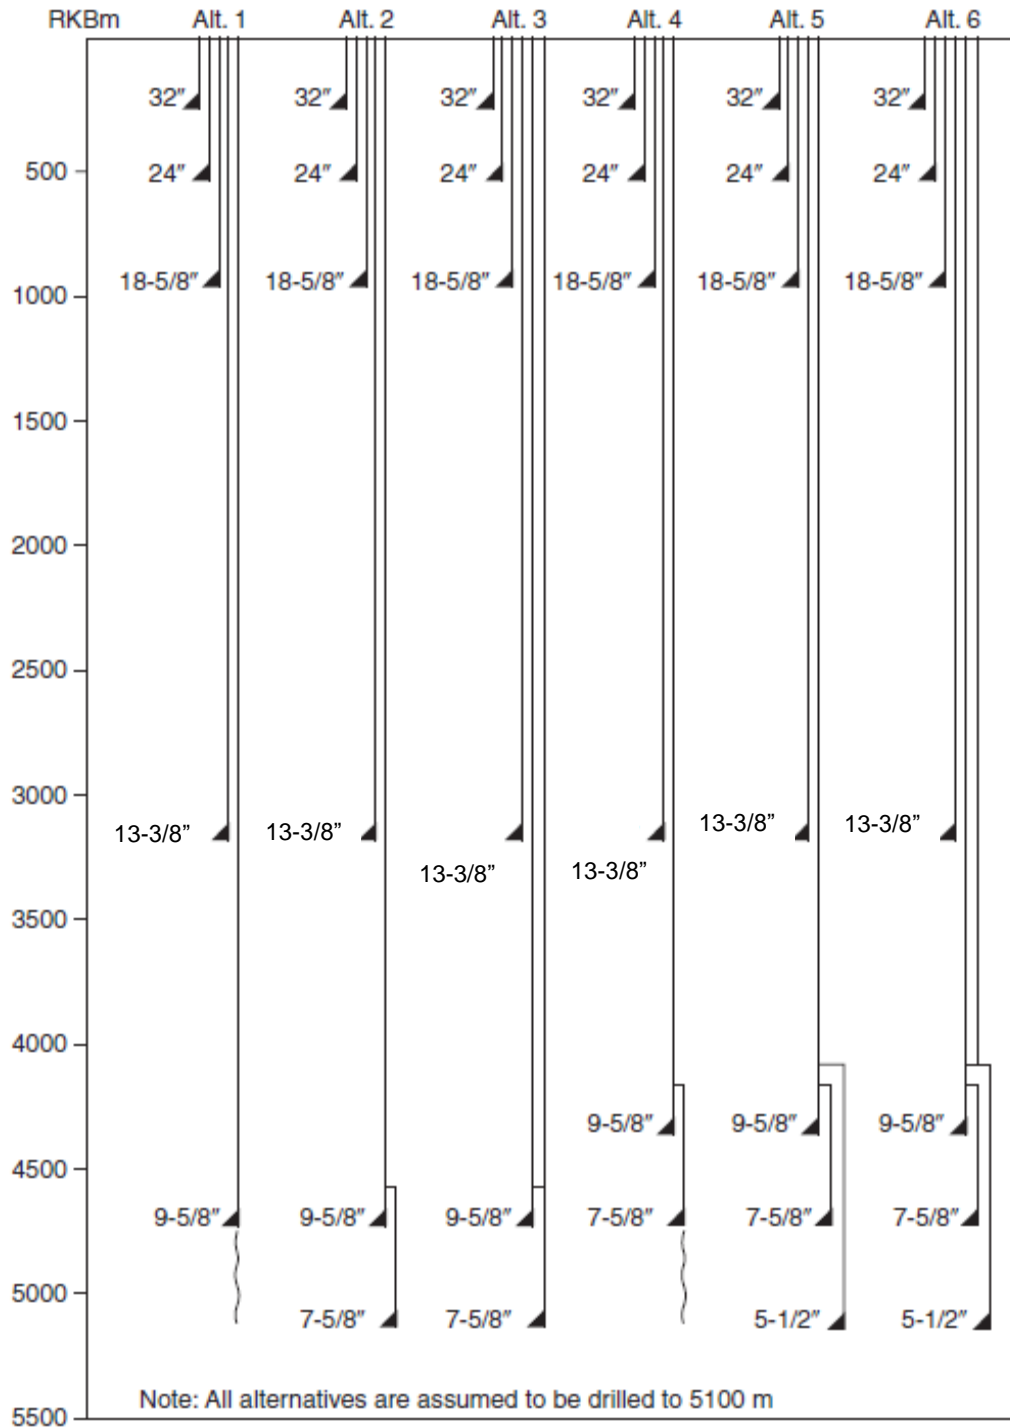 RKBm Alt. 1 Alt. 2 Alt. 3 Alt. 4 Alt. 5 Alt. 6
32″ 32″ 32″ 32″ 32″ 32″
500 24″ 24″ 24″ 24″ 24″ 24″
18-5/8″ 18-5/8″ 18-5/8″ 18-5/8″ 18-5/8″ 18-5/8″
1000
1500
2000
2500
3000
13-3/8” 13-3/8” 13-3/8” 13-3/8”
13-3/8” 13-3/8”
3500
4000
9-5/8″ 9-5/8″ 9-5/8″
4500
9-5/8″ 9-5/8″ 9-5/8″ 7-5/8″ 7-5/8″ 7-5/8″
5000
7-5/8″ 7-5/8″ 5-1/2″ 5-1/2″
Note: All alternatives are assumed to be drilled to 5100 m
5500